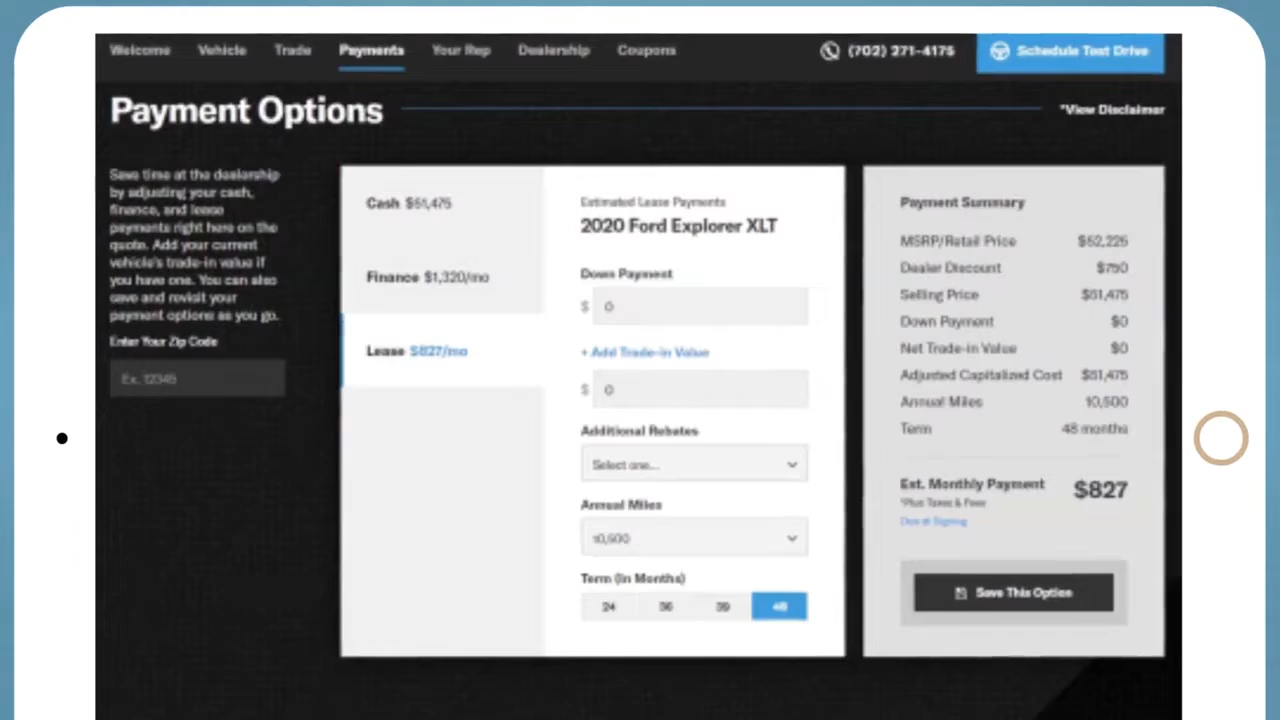 Welcome
Vehicle
Trade
Payments
Your Rep
Dealership
Coupons
(702) 271-4175
Schedule Test Drive
Payment Options
*View Disclaimer
Save time at the dealership
by adjusting your cash,
finance, and lease
payments right here on the
quote. Add your current
vehicle's trade-in value if
you have one. You can also
save and revisit your
payment options as you go.
Enter Your Zip Code
Ex. 12345
Cash $51,475
Finance $1,320/mo
Lease $827/mo
Estimated Lease Payments
2020 Ford Explorer XLT
Down Payment
$ 0
+ Add Trade-in Value
$ 0
Additional Rebates
Select one...
Annual Miles
10,500
Term (In Months)
24 36 39 48
Payment Summary
MSRP/Retail Price $52,225
Dealer Discount $750
Selling Price $51,475
Down Payment $0
Net Trade-in Value $0
Adjusted Capitalized Cost $51,475
Annual Miles 10,500
Term 48 months
Est. Monthly Payment $827
*Plus Taxes & Fees
Due at Signing
Save This Option